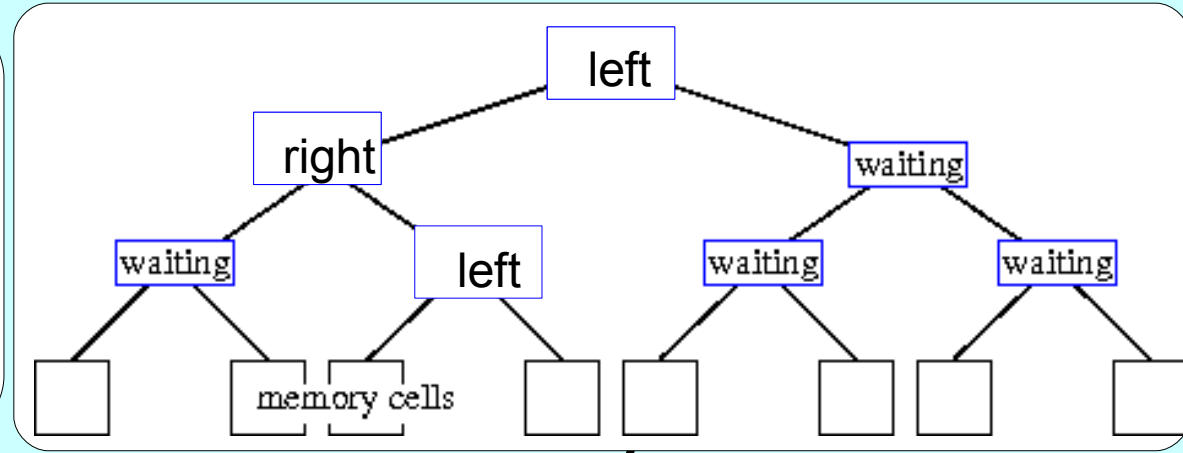 left
right
waiting
waiting
left
waiting
waiting
memory cells